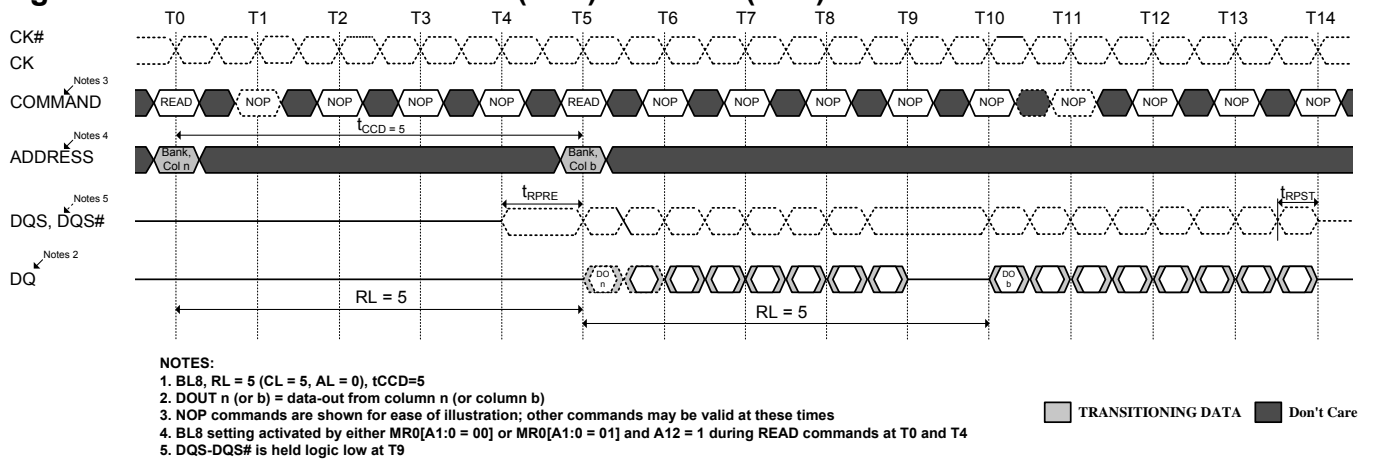 T0 T1 T2 T3 T4 T5 T6 T7 T8 T9 T10 T11 T12 T13 T14
CK#
CK
Notes 3
COMMAND READ NOP NOP NOP NOP READ NOP NOP NOP NOP NOP NOP NOP NOP NOP
tCCD = 5
Notes 4
ADDRESS
Bank, Col n
Bank, Col b
tRPRE
tRPST
Notes 5
DQS, DQS#
Notes 2
DQ
DO n
DO b
RL = 5
RL = 5
NOTES:
1. BL8, RL = 5 (CL = 5, AL = 0), tCCD=5
2. DOUT n (or b) = data-out from column n (or column b)
3. NOP commands are shown for ease of illustration; other commands may be valid at these times
4. BL8 setting activated by either MR0[A1:0 = 00] or MR0[A1:0 = 01] and A12 = 1 during READ commands at T0 and T4
5. DQS-DQS# is held logic low at T9
TRANSITIONING DATA
Don't Care